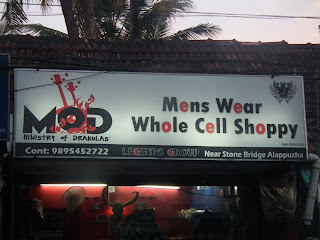 MOD
MINISTRY OF DRAKULAS
Mens Wear
Whole Cell Shoppy
Cont: 9895452722
LEGENDS GROUP
Near Stone Bridge Alappuzha